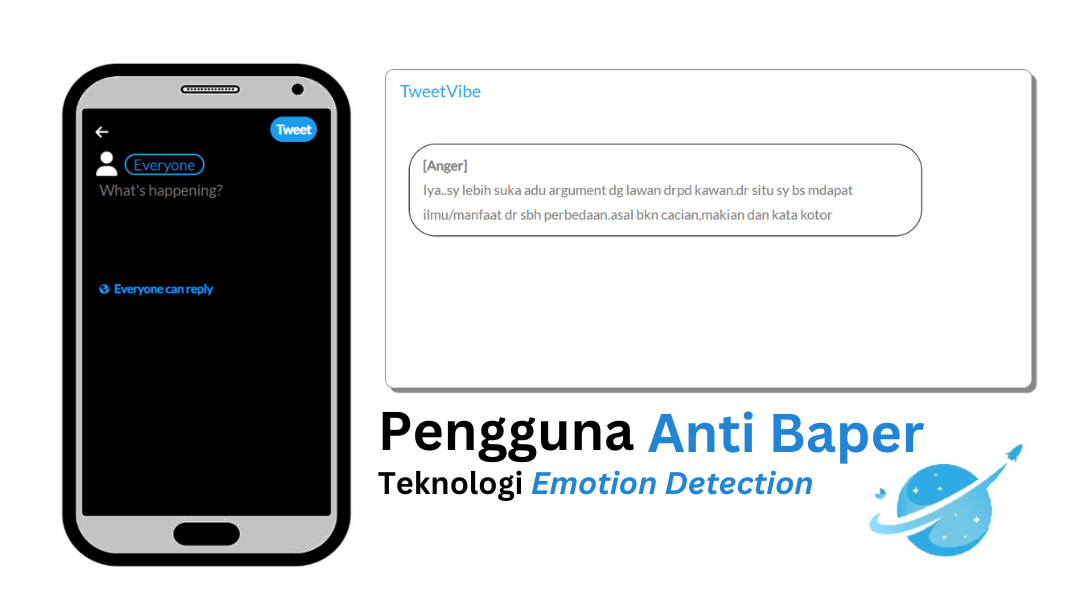 Tweet
Everyone
What's happening?
Everyone can reply
TweetVibe
[Anger]
Iya..sy lebih suka adu argument dg lawan drpd kawan.dr situ sy bs mdapat
ilmu/manfaat dr sbh perbedaan.asal bkn cacian,makian dan kata kotor
Pengguna Anti Baper
Teknologi Emotion Detection